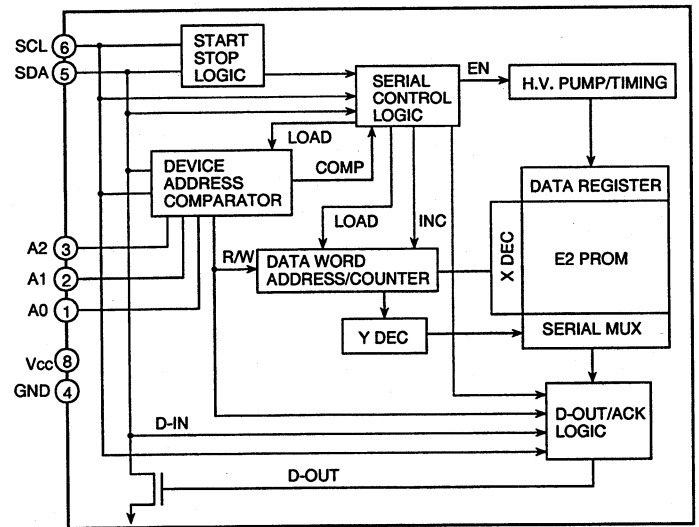 SCL 6
SDA 5
START
STOP
LOGIC
SERIAL
CONTROL
LOGIC
EN
H.V. PUMP/TIMING
LOAD
COMP
DEVICE
ADDRESS
COMPARATOR
LOAD
INC
DATA REGISTER
X DEC
E2 PROM
A2 3
A1 2
A0 1
R/W
DATA WORD
ADDRESS/COUNTER
Y DEC
SERIAL MUX
Vcc 8
GND 4
D-IN
D-OUT/ACK
LOGIC
D-OUT